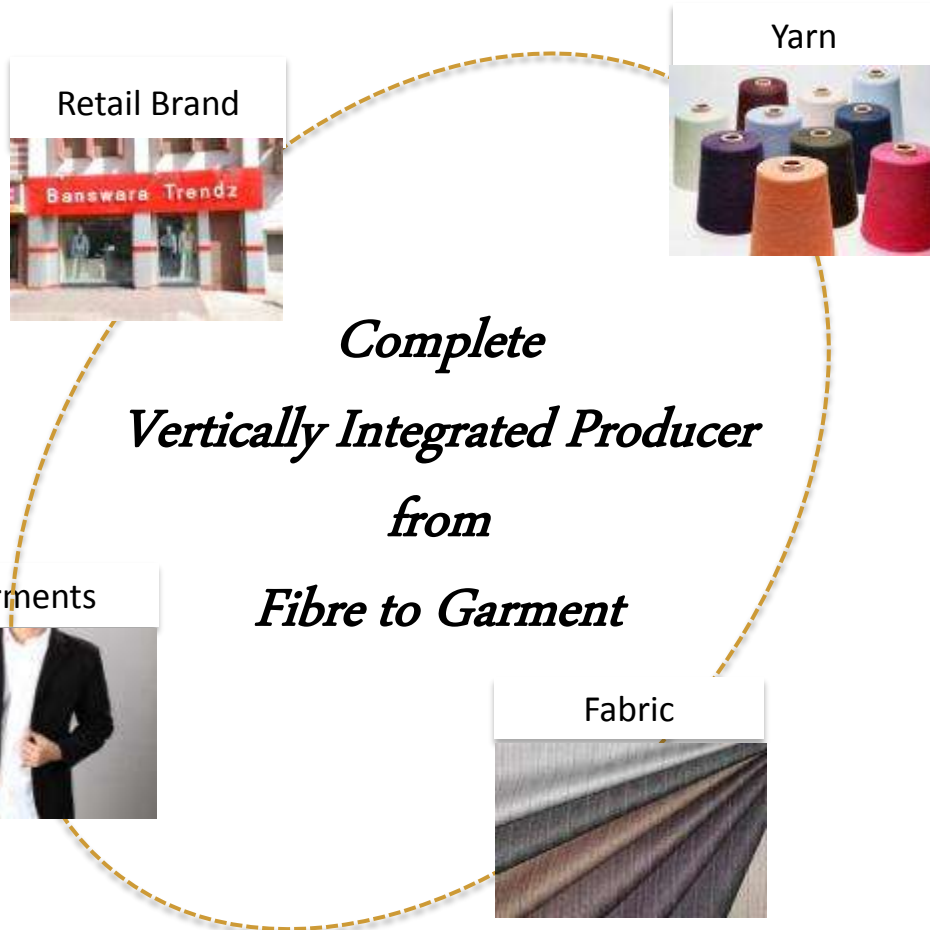 Yarn
Retail Brand
Banswara Trendz
Complete
Vertically Integrated Producer
from
Fibre to Garment
rments
Fabric